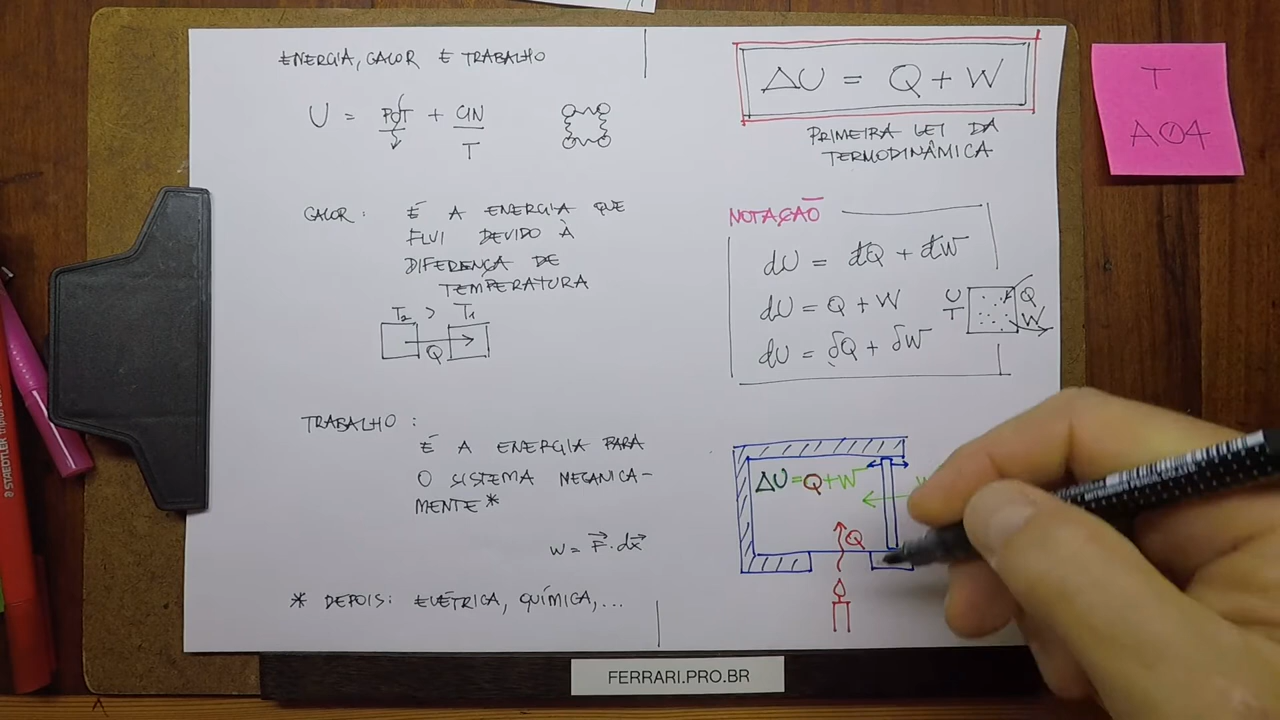 ENERGIA, CALOR E TRABALHO
U = + CIN
T
CALOR: É A ENERGIA QUE
FLUI DEVIDO À
DIFERENÇA DE
TEMPERATURA
T₂ > T₁
Q
TRABALHO:
É A ENERGIA PARA
O SISTEMA MECANICA-
MENTE*
W = F⃗·dx⃗
* DEPOIS: ELÉTRICA, QUÍMICA,...
ΔU = Q + W
PRIMEIRA LEI DA
TERMODINÂMICA
NOTAÇÃO
dU = đQ + đW
dU = Q + W
dU = δQ + δW
U
T
Q
W
ΔU=Q+W
Q
T
A04
STAEDTLER
FERRARI.PRO.BR